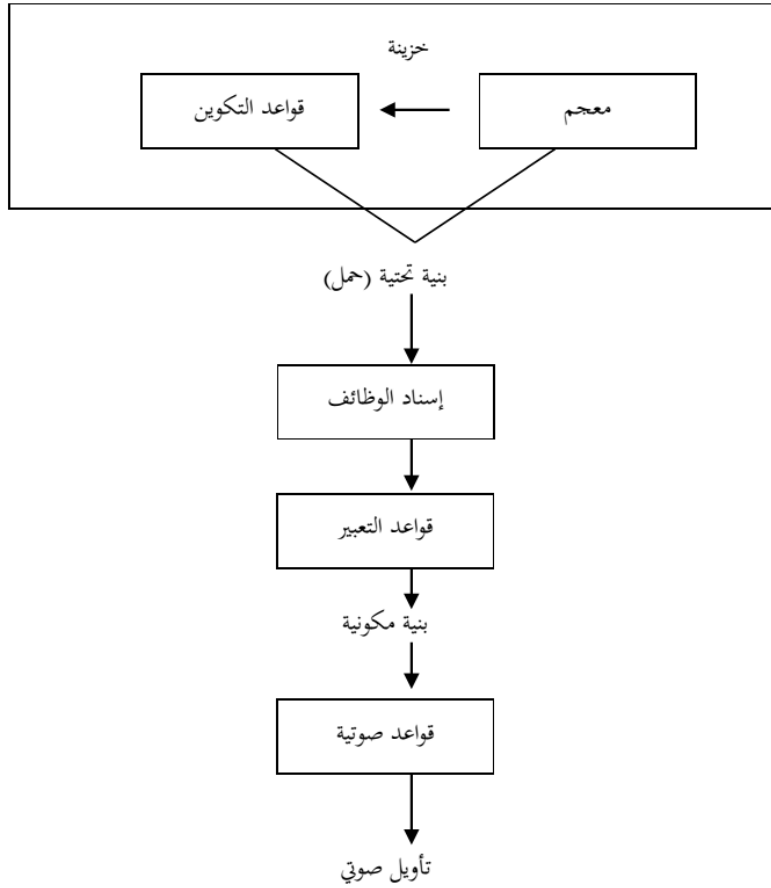 خزينة
معجم
قواعد التكوين
بنية تحتية (حمل)
إسناد الوظائف
قواعد التعبير
بنية مكونية
قواعد صوتية
تأويل صوتي